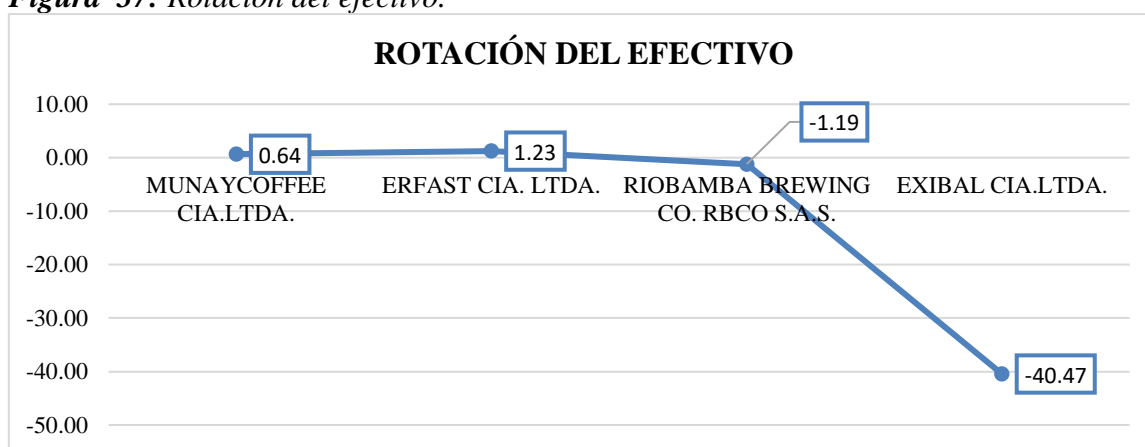 Figura 37: Rotación del efectivo.
ROTACIÓN DEL EFECTIVO
10.00
0.00
-10.00
-20.00
-30.00
-40.00
-50.00
0.64
1.23
-1.19
-40.47
MUNAYCOFFEE
CIA.LTDA.
ERFAST CIA. LTDA.
RIOBAMBA BREWING
CO. RBCO S.A.S.
EXIBAL CIA.LTDA.